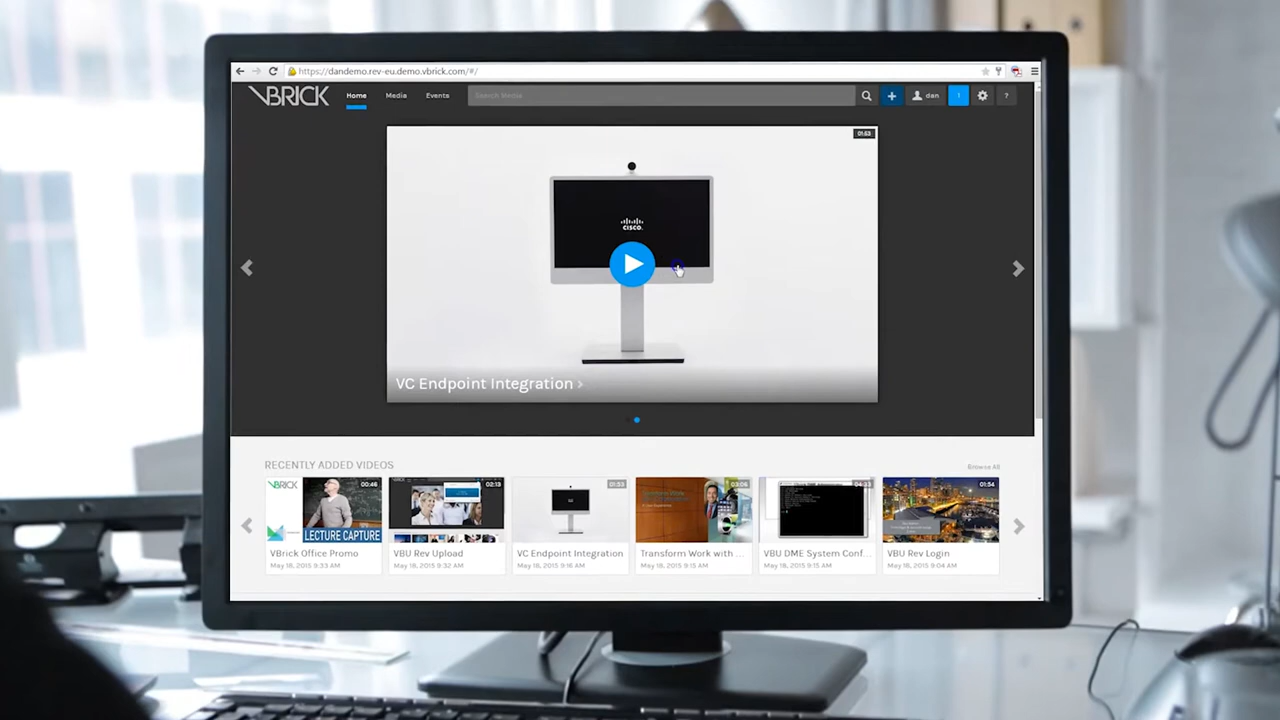 https://dandemo.rev-eu.demo.vbrick.com/#/
VBRICK
Home
Media
Events
Search Media
dan
?
01:53
CISCO
VC Endpoint Integration >
RECENTLY ADDED VIDEOS
Browse All
VBRICK
00:46
LECTURE CAPTURE
02:13
01:53
03:06
04:33
01:54
VBrick Office Promo
VBU Rev Upload
VC Endpoint Integration
Transform Work with ...
VBU DME System Conf...
VBU Rev Login
May 18, 2015 9:33 AM
May 18, 2015 9:32 AM
May 18, 2015 9:16 AM
May 18, 2015 9:15 AM
May 18, 2015 9:15 AM
May 18, 2015 9:04 AM